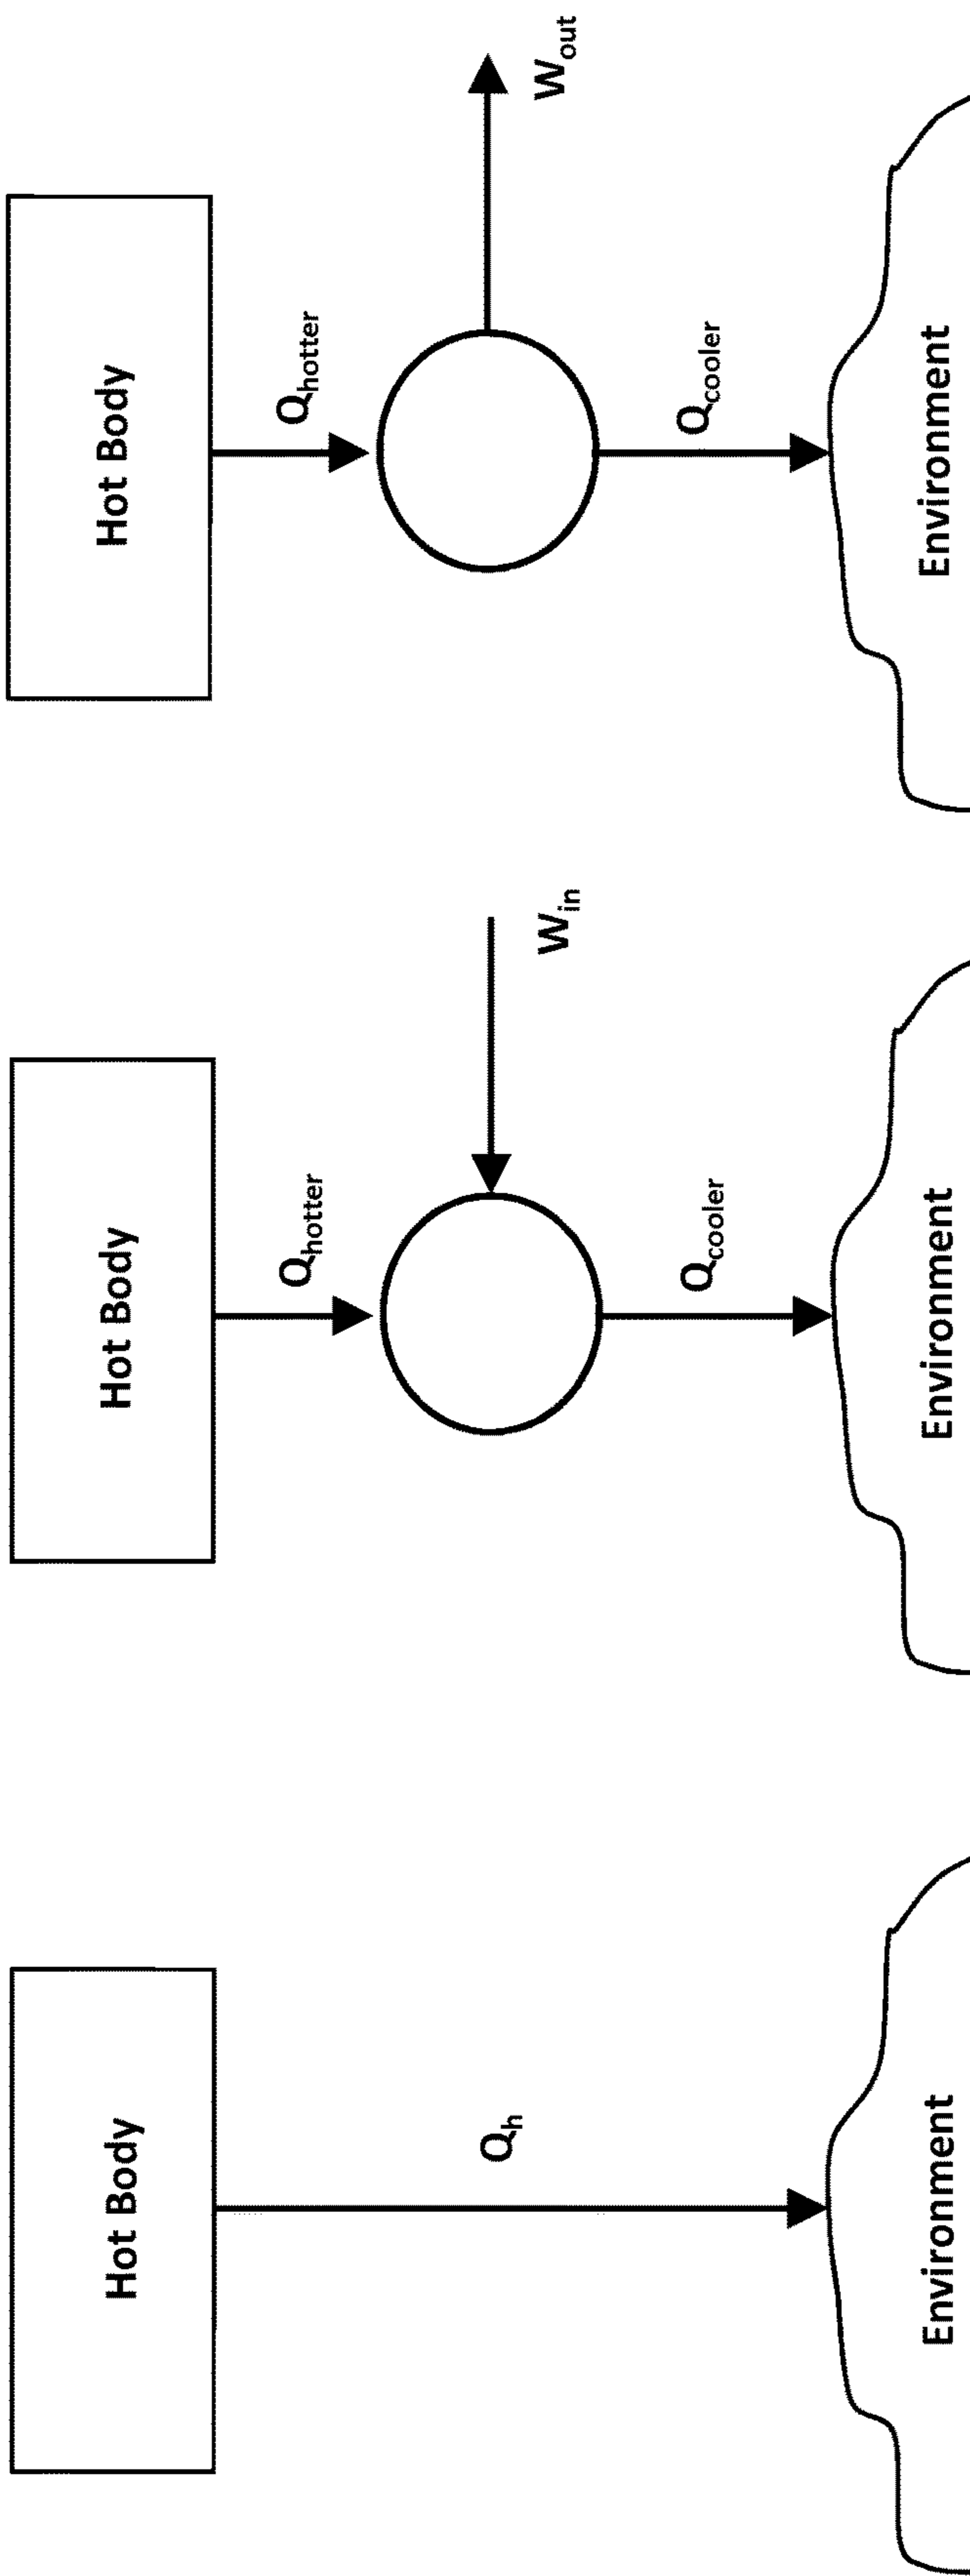 Hot Body
Qh
Environment
Hot Body
Qhotter
Win
Qcooler
Environment
Hot Body
Qhotter
Wout
Qcooler
Environment